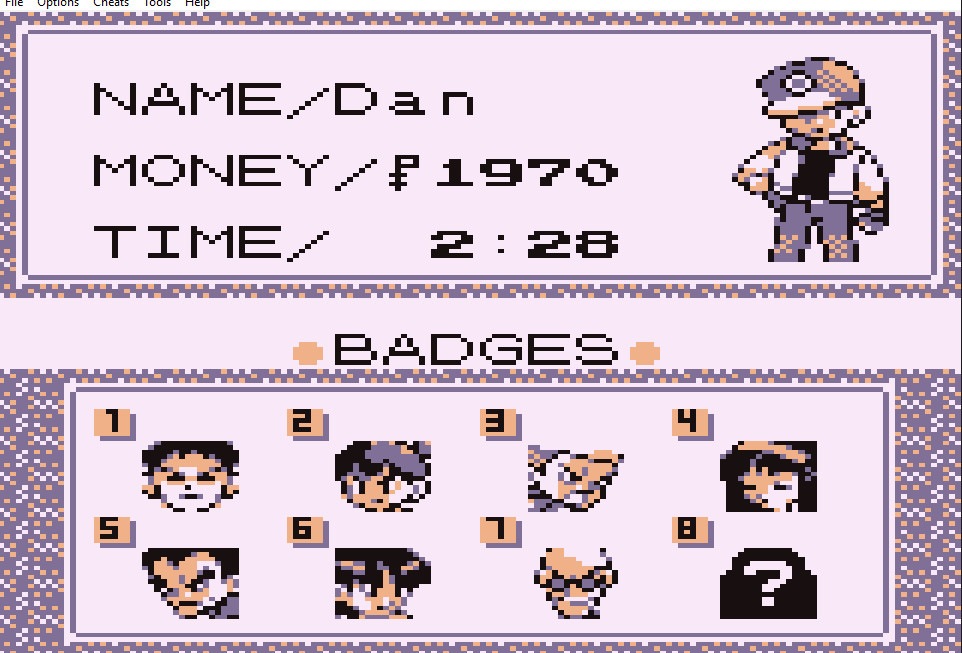 File Options Cheats Tools Help
NAME/Dan
MONEY/₽1970
TIME/ 2:28
●BADGES●
1 2 3 4
5 6 7 8
?